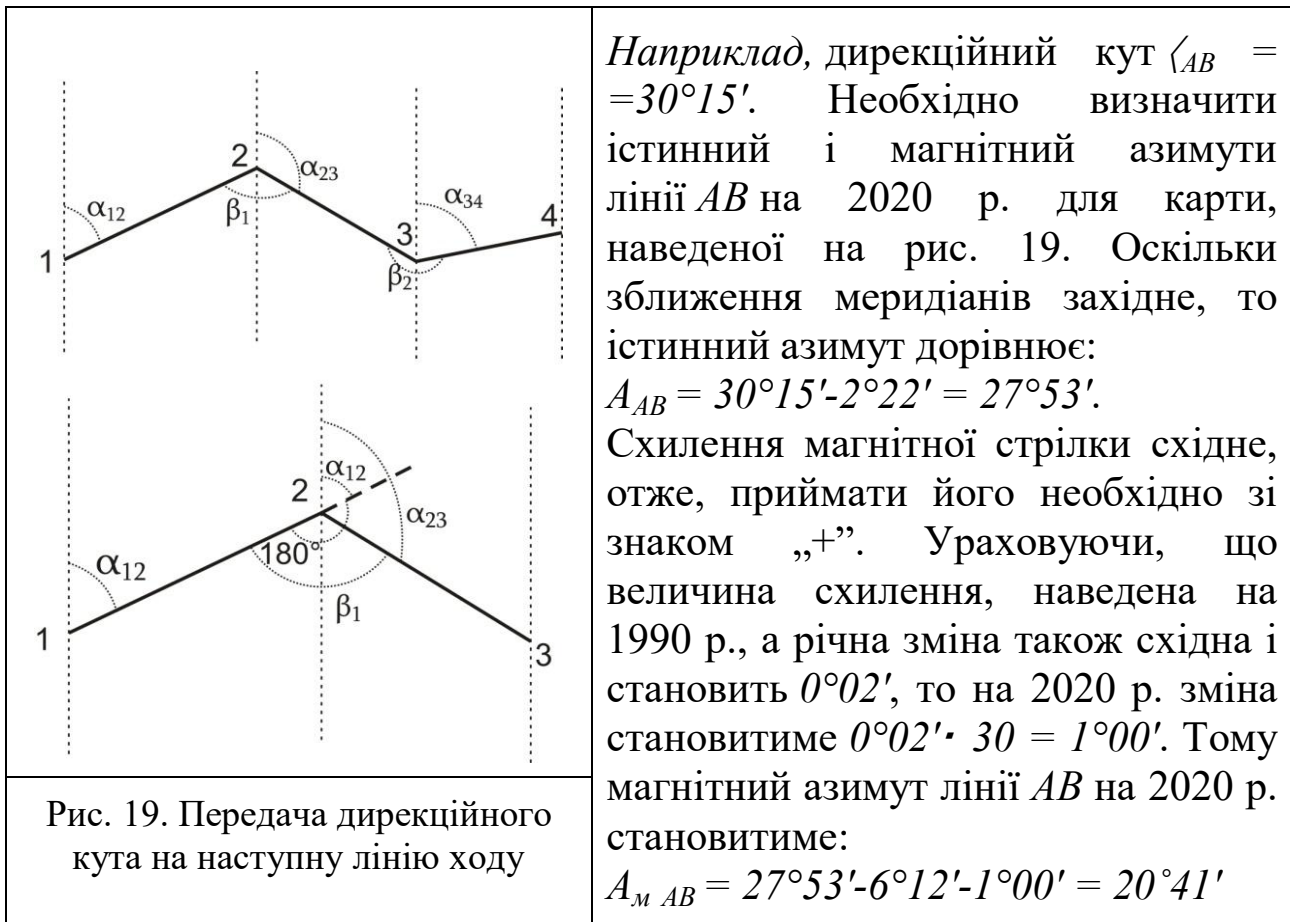 2
α₂₃
α₁₂
β₁
α₃₄
4
3
1
β₂
α₁₂
2
α₂₃
180°
α₁₂
β₁
1
3
Рис. 19. Передача дирекційного
кута на наступну лінію ходу
Наприклад, дирекційний кут ⟨AB =
=30°15'. Необхідно визначити
істинний і магнітний азимути
лінії AB на 2020 р. для карти,
наведеної на рис. 19. Оскільки
зближення меридіанів західне, то
істинний азимут дорівнює:
AAB = 30°15'-2°22' = 27°53'.
Схилення магнітної стрілки східне,
отже, приймати його необхідно зі
знаком „+”. Ураховуючи, що
величина схилення, наведена на
1990 р., а річна зміна також східна і
становить 0°02', то на 2020 р. зміна
становитиме 0°02'· 30 = 1°00'. Тому
магнітний азимут лінії AB на 2020 р.
становитиме:
Aм AB = 27°53'-6°12'-1°00' = 20˚41'